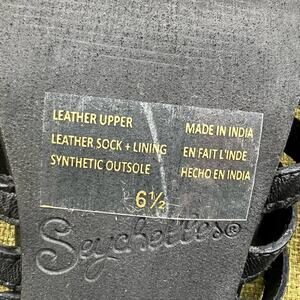 LEATHER UPPER
LEATHER SOCK + LINING
SYNTHETIC OUTSOLE
MADE IN INDIA
EN FAIT L'INDE
HECHO EN INDIA
6½
Seychelles®